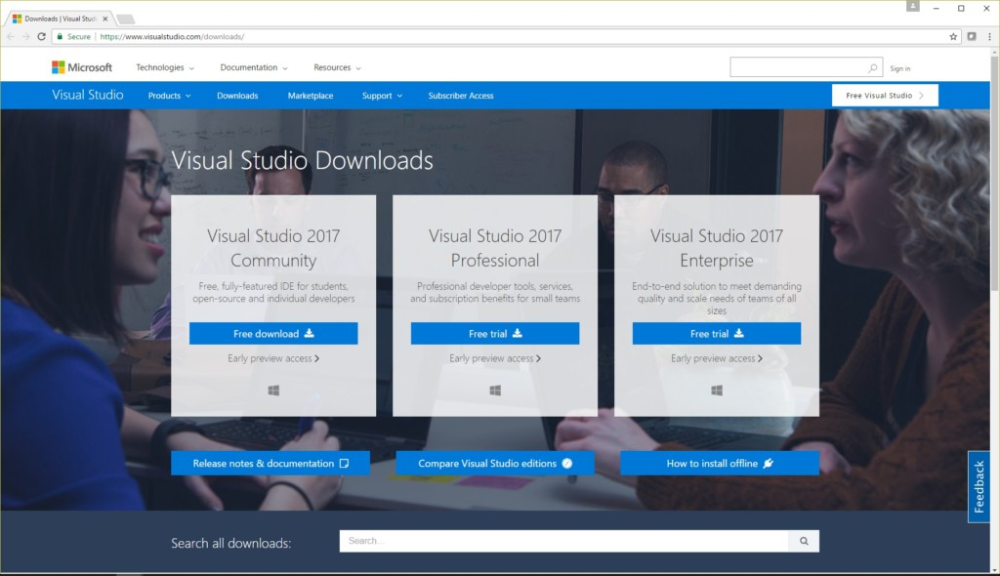 Downloads | Visual Studi
Secure https://www.visualstudio.com/downloads/
Microsoft Technologies Documentation Resources Sign in
Visual Studio Products Downloads Marketplace Support Subscriber Access Free Visual Studio
Visual Studio Downloads
Visual Studio 2017
Community
Free, fully-featured IDE for students,
open-source and individual developers
Free download
Early preview access
Visual Studio 2017
Professional
Professional developer tools, services,
and subscription benefits for small teams
Free trial
Early preview access
Visual Studio 2017
Enterprise
End-to-end solution to meet demanding
quality and scale needs of teams of all
sizes
Free trial
Early preview access
Release notes & documentation
Compare Visual Studio editions
How to install offline
Feedback
Search all downloads:
Search...